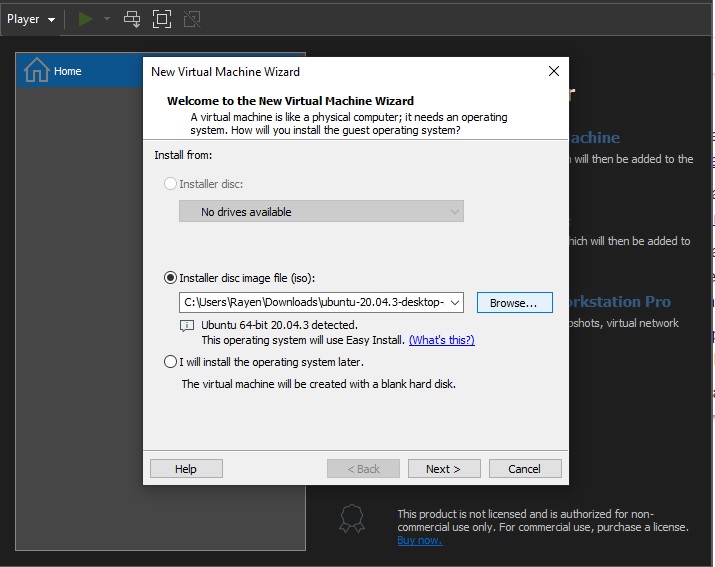 Player
Home
New Virtual Machine Wizard
Welcome to the New Virtual Machine Wizard
A virtual machine is like a physical computer; it needs an operating
system. How will you install the guest operating system?
Install from:
Installer disc:
No drives available
Installer disc image file (iso):
C:\Users\Rayen\Downloads\ubuntu-20.04.3-desktop-
Browse...
Ubuntu 64-bit 20.04.3 detected.
This operating system will use Easy Install. (What's this?)
I will install the operating system later.
The virtual machine will be created with a blank hard disk.
Help
< Back
Next >
Cancel
will then be added to the
will then be added to
Pro
virtual network
This product is not licensed and is authorized for non-
commercial use only. For commercial use, purchase a license.
Buy now.